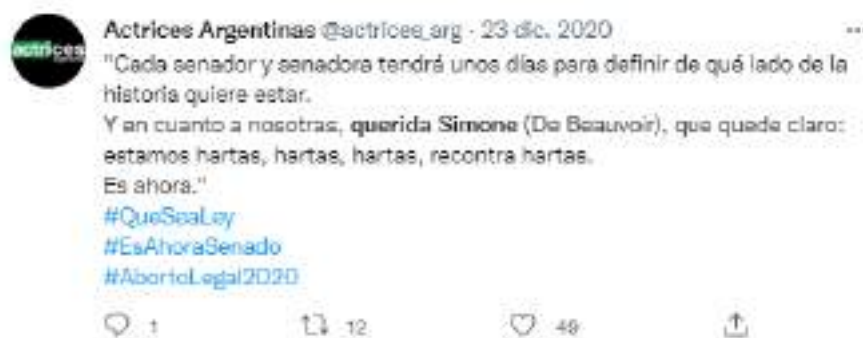 Actrices Argentinas @actrices_arg · 23 dic. 2020
actrices
"Cada senador y senadora tendrá unos días para definir de qué lado de la
historia quiere estar.
Y en cuanto a nosotras, querida Simone (De Beauvoir), que quede claro:
estamos hartas, hartas, hartas, recontra hartas.
Es ahora."
#QueSeaLey
#EsAhoraSenado
#AbortoLegal2020
1 12 49